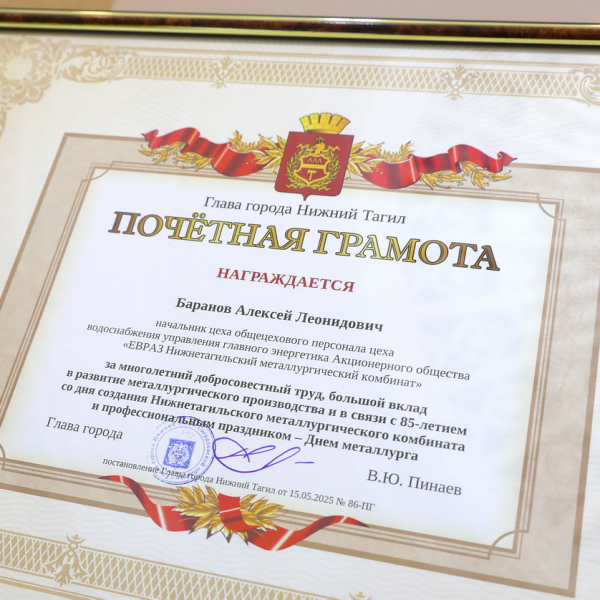 Глава города Нижний Тагил
ПОЧЁТНАЯ ГРАМОТА
НАГРАЖДАЕТСЯ
Баранов Алексей Леонидович
начальник цеха общецехового персонала цеха
водоснабжения управления главного энергетика Акционерного общества
«ЕВРАЗ Нижнетагильский металлургический комбинат»
за многолетний добросовестный труд, большой вклад
в развитие металлургического производства и в связи с 85-летием
со дня создания Нижнетагильского металлургического комбината
и профессиональным праздником – Днем металлурга
Глава города
В.Ю. Пинаев
постановление Главы города Нижний Тагил от 15.05.2025 № 86-ПГ